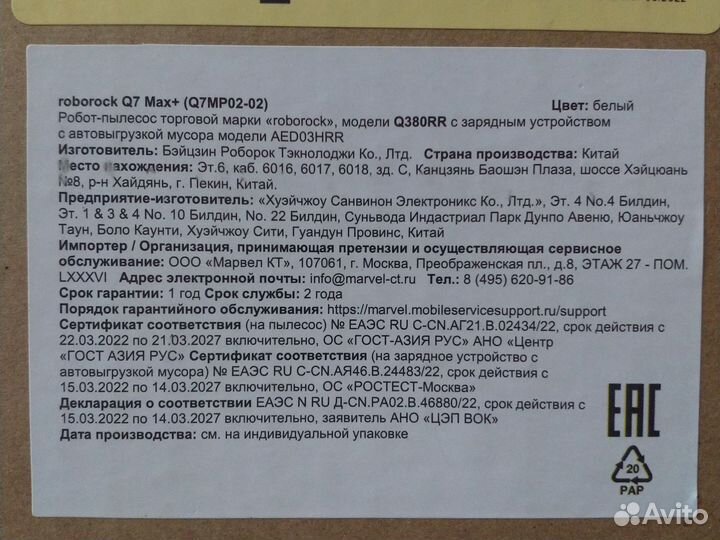 roborock Q7 Max+ (Q7MP02-02) Цвет: белый
Робот-пылесос торговой марки «roborock», модели Q380RR с зарядным устройством
с автовыгрузкой мусора модели AED03HRR
Изготовитель: Бэйцзин Роборок Тэкнолоджи Ко., Лтд. Страна производства: Китай
Место нахождения: Эт.6, каб. 6016, 6017, 6018, зд. С, Канцзянь Баошэн Плаза, шоссе Хэйцюань
№8, р-н Хайдянь, г. Пекин, Китай.
Предприятие-изготовитель: «Хуэйчжоу Санвинон Электроникс Ко., Лтд.», Эт. 4 No.4 Билдин,
Эт. 1 & 3 & 4 No. 10 Билдин, No. 22 Билдин, Суньвода Индастриал Парк Дунпо Авеню, Юаньчжоу
Таун, Боло Каунти, Хуэйчжоу Сити, Гуандун Провинс, Китай
Импортер / Организация, принимающая претензии и осуществляющая сервисное
обслуживание: ООО «Марвел КТ», 107061, г. Москва, Преображенская пл., д.8, ЭТАЖ 27 - ПОМ.
LXXXVI Адрес электронной почты: info@marvel-ct.ru Тел.: 8 (495) 620-91-86
Срок гарантии: 1 год Срок службы: 2 года
Порядок гарантийного обслуживания: https://marvel.mobileservicesupport.ru/support
Сертификат соответствия (на пылесос) № ЕАЭС RU С-CN.АГ21.В.02434/22, срок действия с
22.03.2022 по 21.03.2027 включительно, ОС «ГОСТ-АЗИЯ РУС» АНО «Центр
«ГОСТ АЗИЯ РУС» Сертификат соответствия (на зарядное устройство с
автовыгрузкой мусора) № ЕАЭС RU С-CN.АЯ46.В.24483/22, срок действия с
15.03.2022 по 14.03.2027 включительно, ОС «РОСТЕСТ-Москва»
Декларация о соответствии ЕАЭС N RU Д-CN.РА02.В.46880/22, срок действия с
15.03.2022 по 14.03.2027 включительно, заявитель АНО «ЦЭП ВОК»
Дата производства: см. на индивидуальной упаковке
EAC
20
PAP
Avito